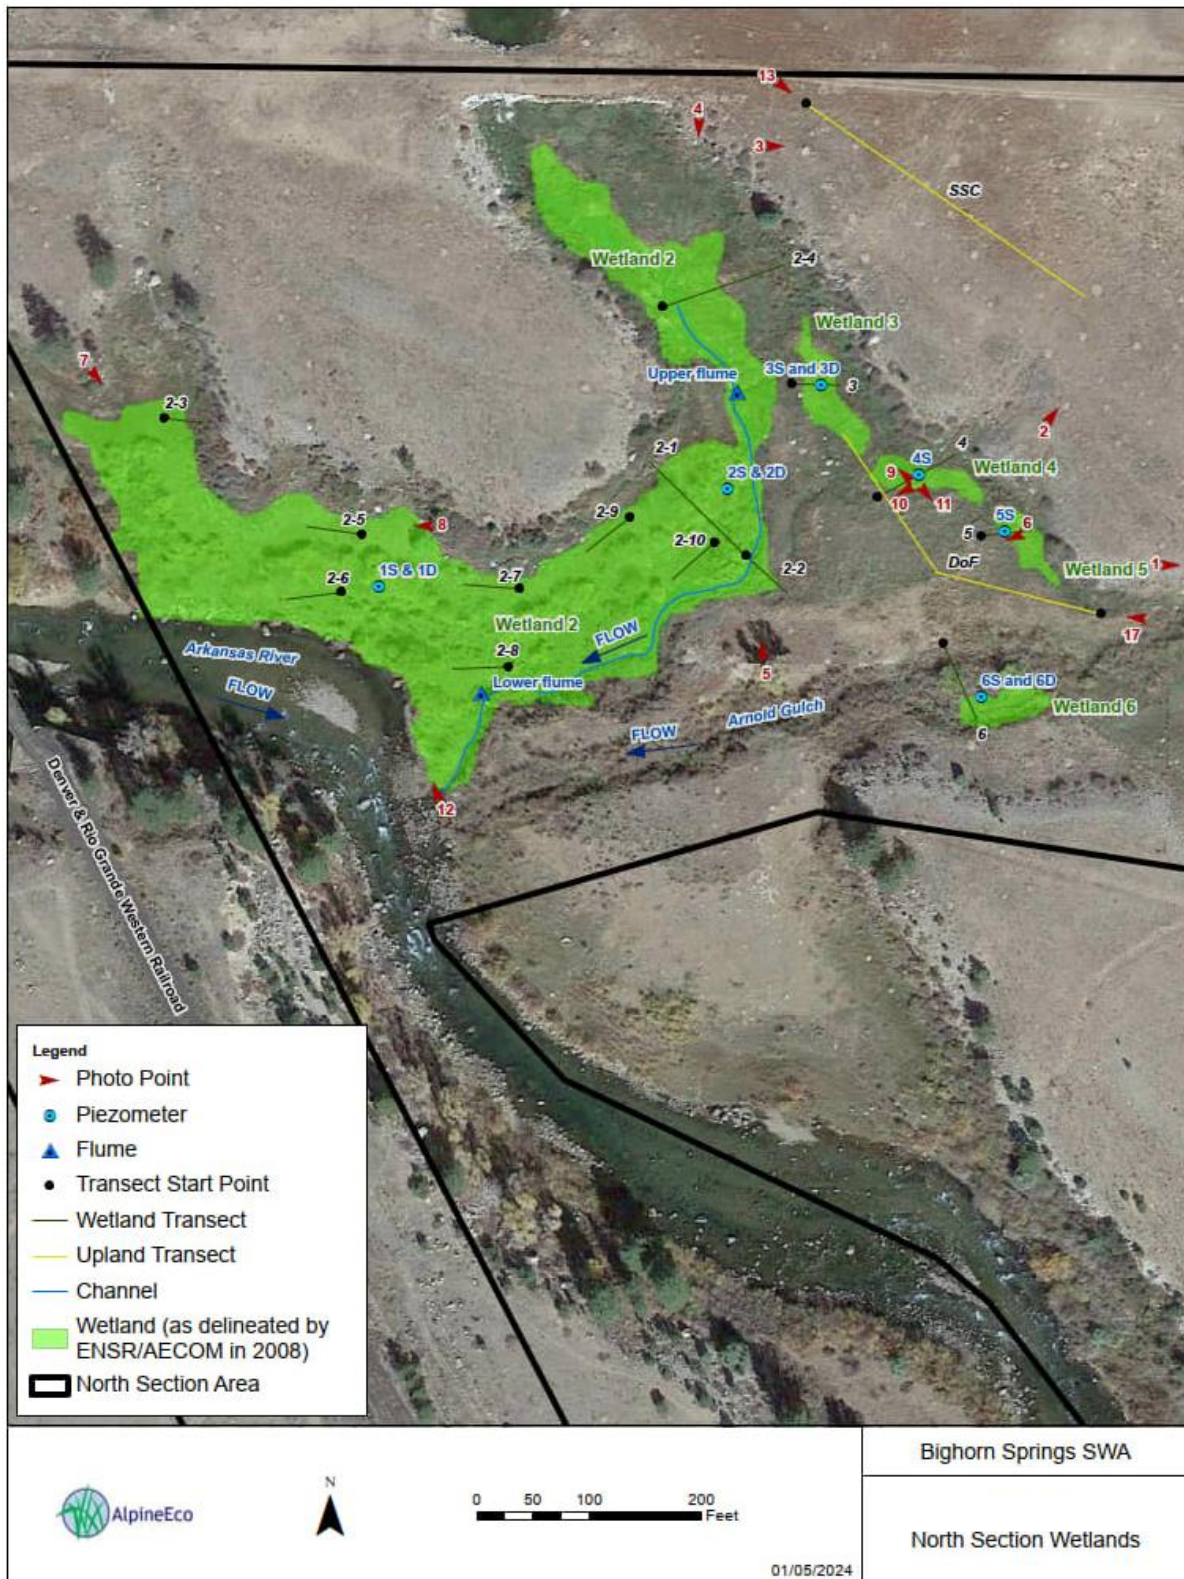 13
4
3
SSC
Wetland 2
2-4
Wetland 3
7
Upper flume
3S and 3D
3
2-3
2
2-1
4
4S
9
Wetland 4
2S & 2D
10
11
2-9
8
2-5
5S
6
5
2-10
DoF
1S & 1D
2-7
2-2
Wetland 5
1
2-6
Wetland 2
FLOW
17
Arkansas River
2-8
5
6S and 6D
Lower flume
FLOW
Arnold Gulch
Wetland 6
FLOW
6
12
Denver & Rio Grande Western Railroad
Legend
Photo Point
Piezometer
Flume
Transect Start Point
Wetland Transect
Upland Transect
Channel
Wetland (as delineated by
ENSR/AECOM in 2008)
North Section Area
AlpineEco
N
0 50 100 200
Feet
01/05/2024
Bighorn Springs SWA
North Section Wetlands